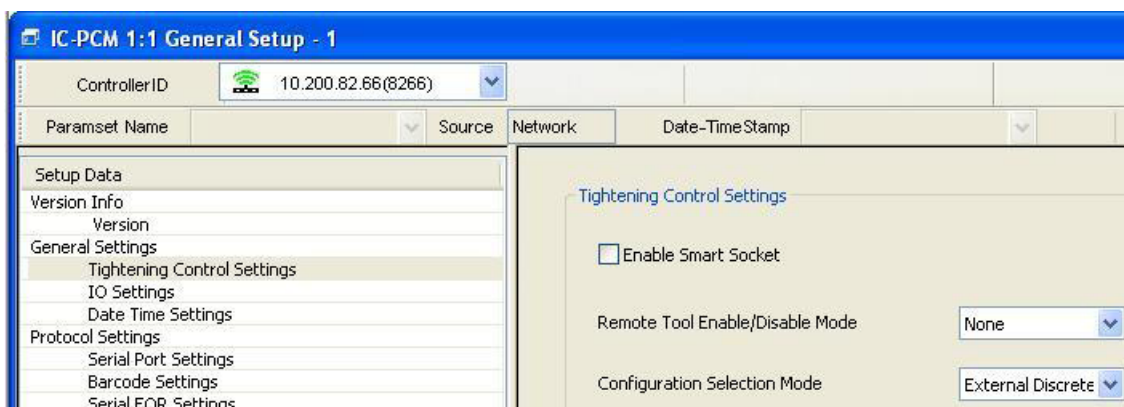 IC-PCM 1:1 General Setup - 1
ControllerID 10.200.82.66(8266)
Paramset Name Source Network Date-TimeStamp
Setup Data
Version Info
Version
General Settings
Tightening Control Settings
IO Settings
Date Time Settings
Protocol Settings
Serial Port Settings
Barcode Settings
Serial EOR Settings
Tightening Control Settings
Enable Smart Socket
Remote Tool Enable/Disable Mode None
Configuration Selection Mode External Discrete